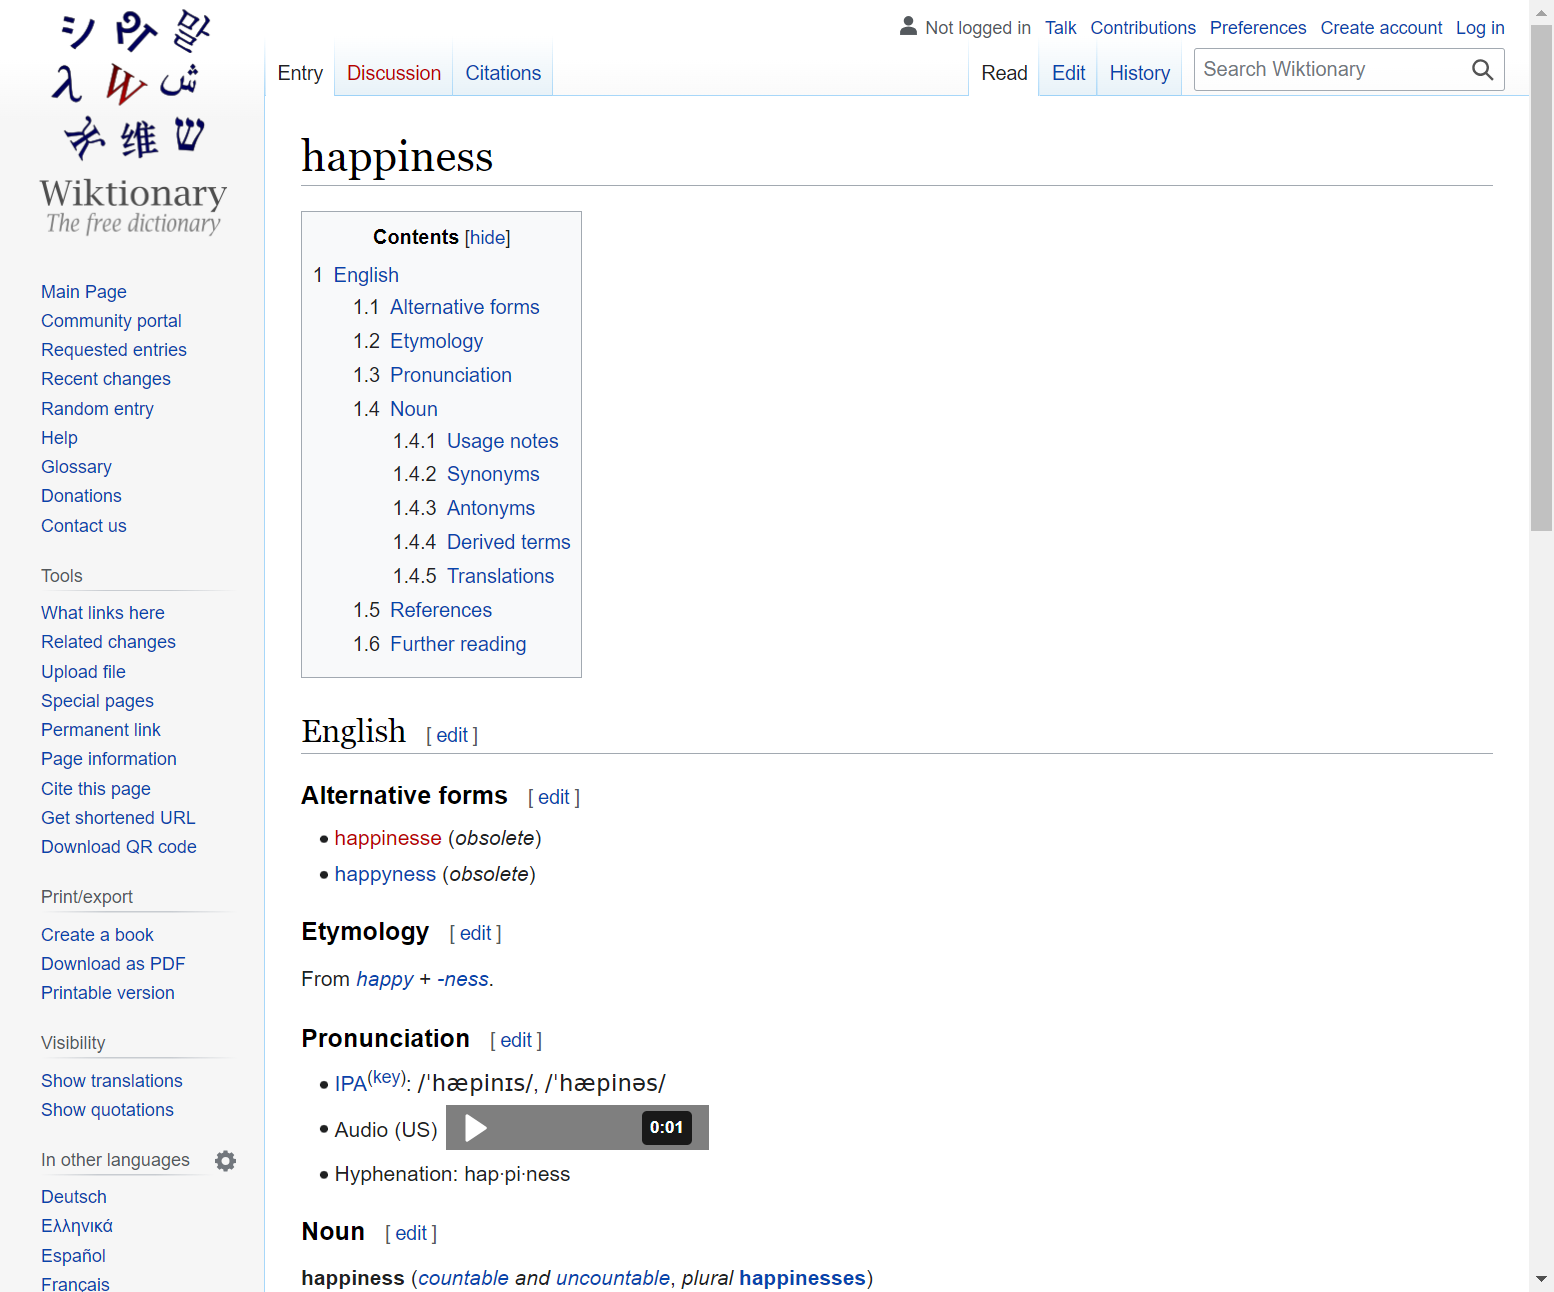 シ
பு
말
λ
W
ش
维
ש
Wiktionary
The free dictionary
Not logged in Talk Contributions Preferences Create account Log in
Entry Discussion Citations Read Edit History Search Wiktionary
Main Page
Community portal
Requested entries
Recent changes
Random entry
Help
Glossary
Donations
Contact us
Tools
What links here
Related changes
Upload file
Special pages
Permanent link
Page information
Cite this page
Get shortened URL
Download QR code
Print/export
Create a book
Download as PDF
Printable version
Visibility
Show translations
Show quotations
In other languages
Deutsch
Ελληνικά
Español
Français
happiness
Contents [hide]
1 English
1.1 Alternative forms
1.2 Etymology
1.3 Pronunciation
1.4 Noun
1.4.1 Usage notes
1.4.2 Synonyms
1.4.3 Antonyms
1.4.4 Derived terms
1.4.5 Translations
1.5 References
1.6 Further reading
English [ edit ]
Alternative forms [ edit ]
• happinesse (obsolete)
• happyness (obsolete)
Etymology [ edit ]
From happy + -ness.
Pronunciation [ edit ]
• IPA(key): /ˈhæpinɪs/, /ˈhæpinəs/
• Audio (US) 0:01
• Hyphenation: hap‧pi‧ness
Noun [ edit ]
happiness (countable and uncountable, plural happinesses)